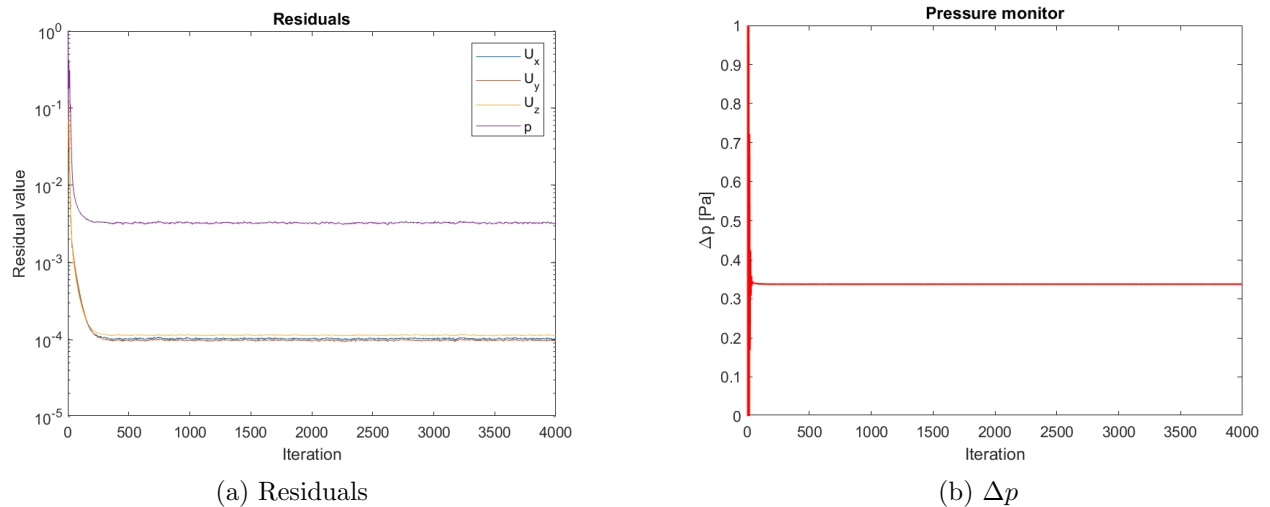 Residuals
10^0
10^-1
10^-2
10^-3
10^-4
10^-5
Residual value
U_x
U_y
U_z
p
0 500 1000 1500 2000 2500 3000 3500 4000
Iteration
(a) Residuals
Pressure monitor
1
0.9
0.8
0.7
0.6
0.5
0.4
0.3
0.2
0.1
0
Δp [Pa]
0 500 1000 1500 2000 2500 3000 3500 4000
Iteration
(b) Δp